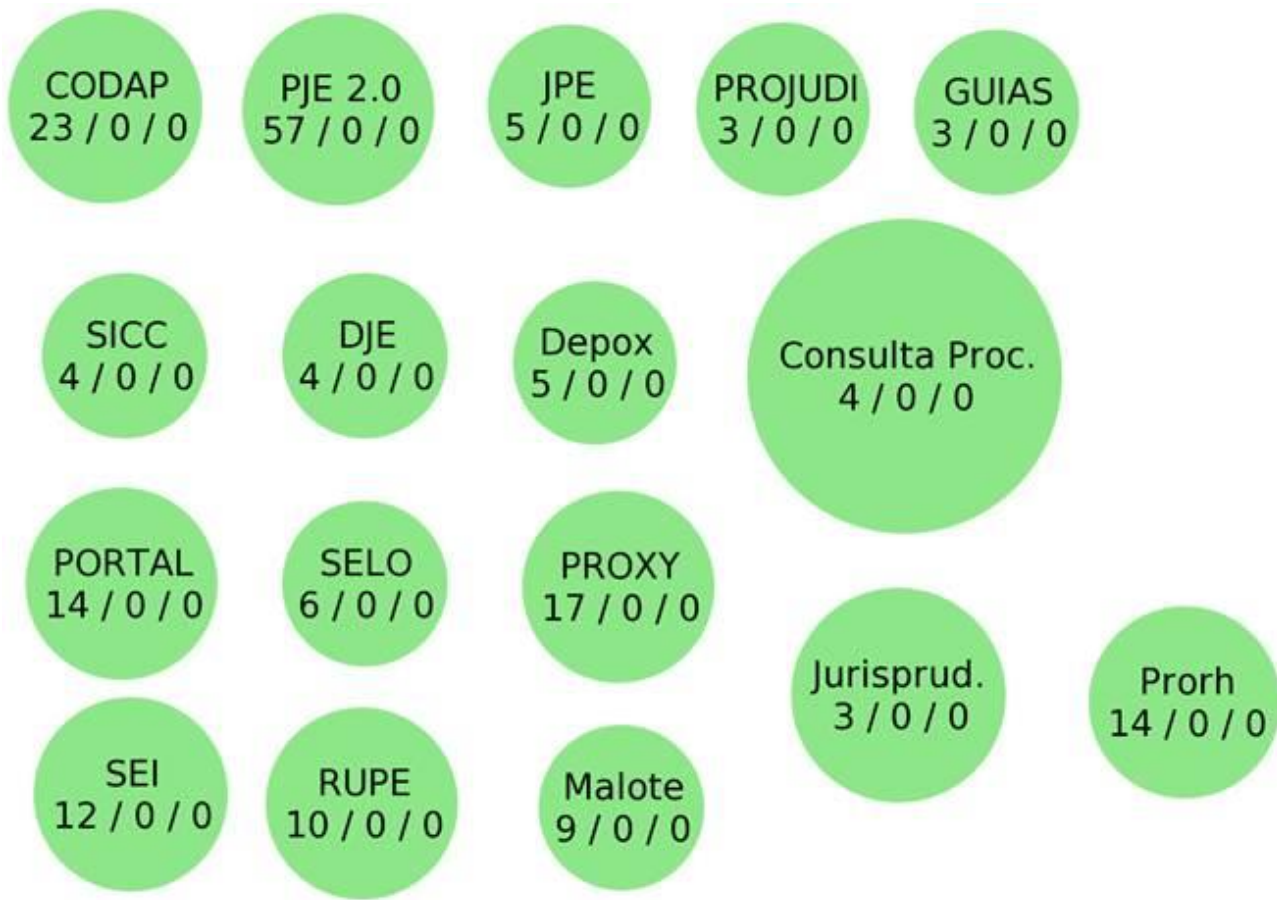 CODAP
23 / 0 / 0
PJE 2.0
57 / 0 / 0
JPE
5 / 0 / 0
PROJUDI
3 / 0 / 0
GUIAS
3 / 0 / 0
SICC
4 / 0 / 0
DJE
4 / 0 / 0
Depox
5 / 0 / 0
Consulta Proc.
4 / 0 / 0
PORTAL
14 / 0 / 0
SELO
6 / 0 / 0
PROXY
17 / 0 / 0
Jurisprud.
3 / 0 / 0
Prorh
14 / 0 / 0
SEI
12 / 0 / 0
RUPE
10 / 0 / 0
Malote
9 / 0 / 0